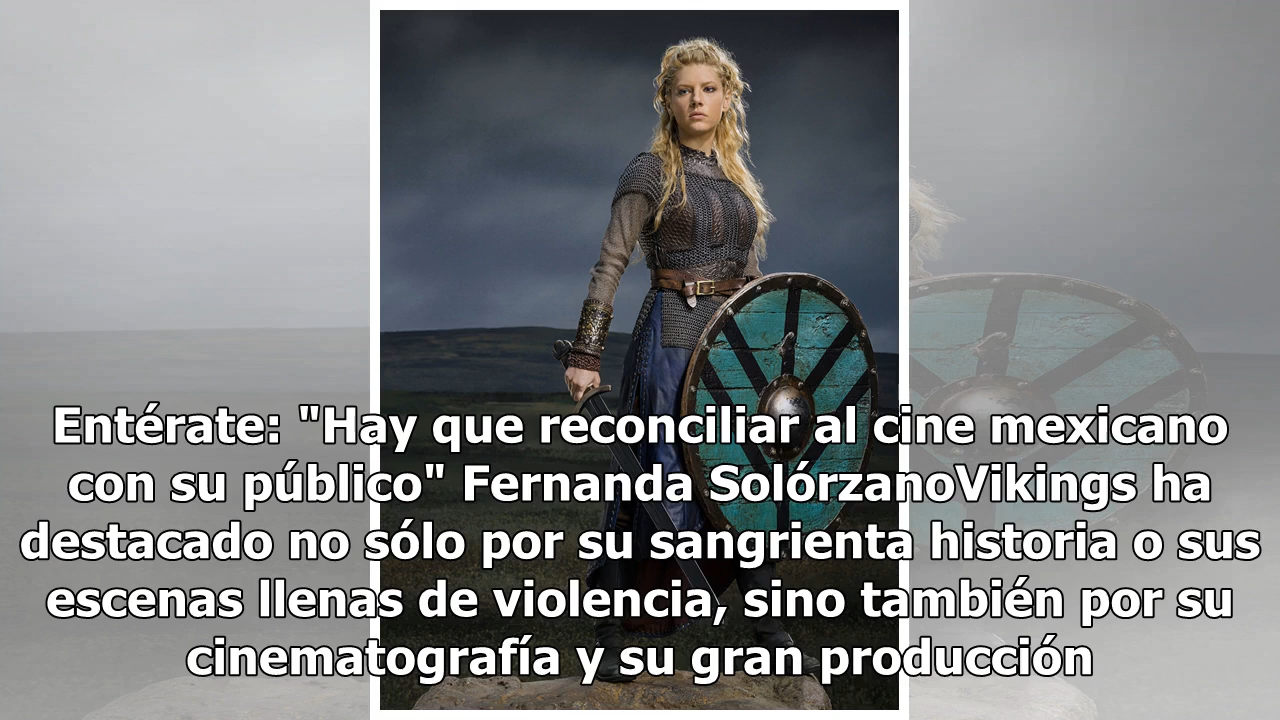 Entérate: "Hay que reconciliar al cine mexicano
con su público" Fernanda SolórzanoVikings ha
destacado no sólo por su sangrienta historia o sus
escenas llenas de violencia, sino también por su
cinematografía y su gran producción